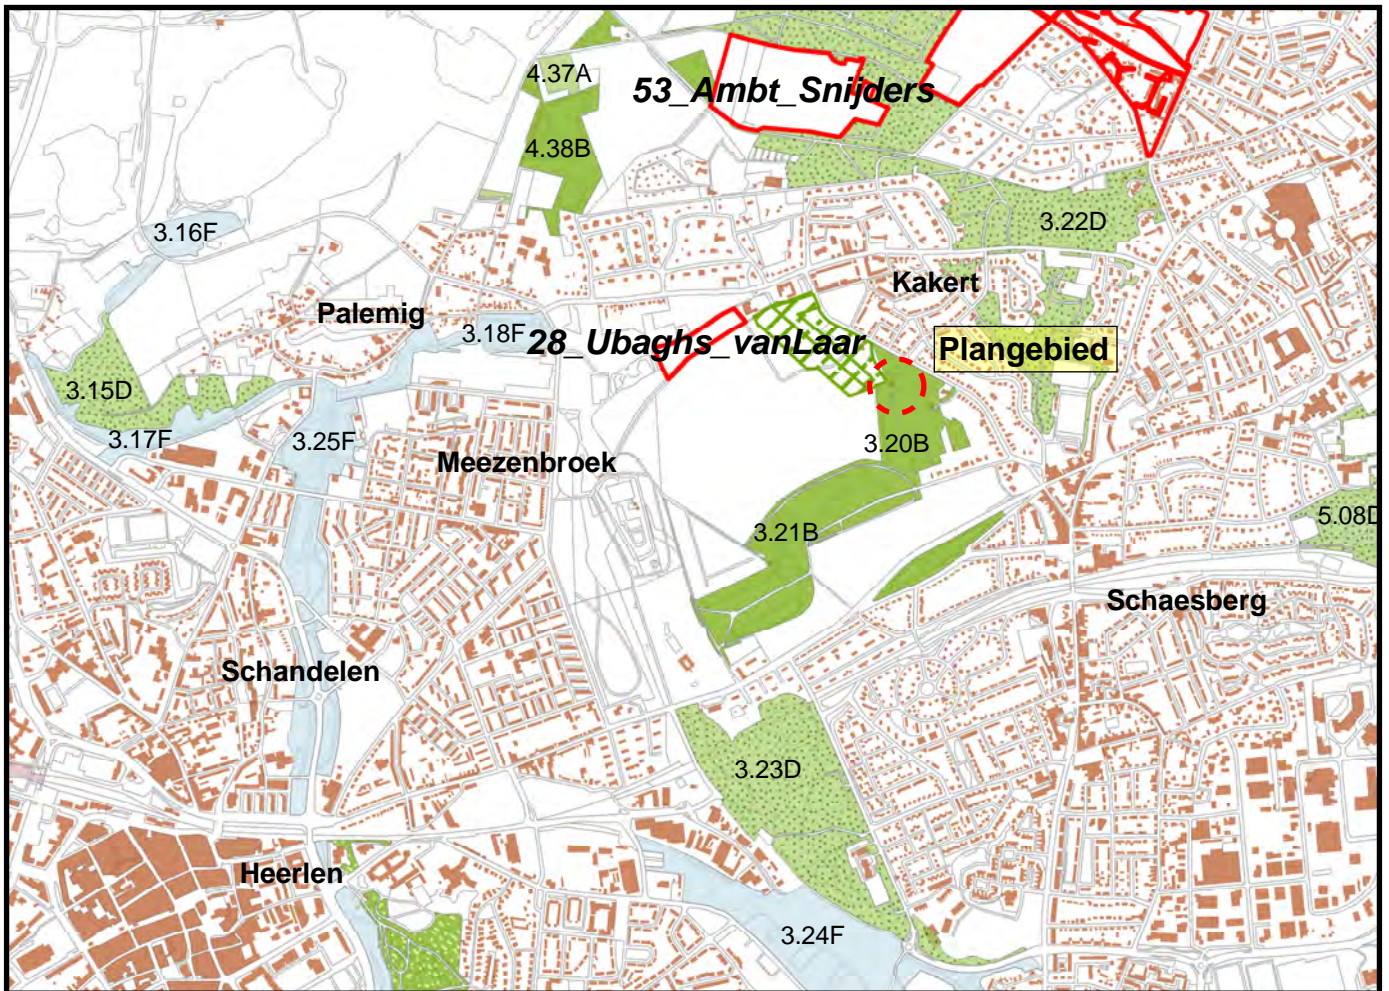 4.37A
53_Ambt_Snijders
4.38B
3.22D
3.16F
Kakert
Palemig
3.18F
28_Ubaghs_vanLaar
Plangebied
3.15D
3.17F
3.25F
3.20B
Meezenbroek
3.21B
5.08D
Schaesberg
Schandelen
3.23D
Heerlen
3.24F